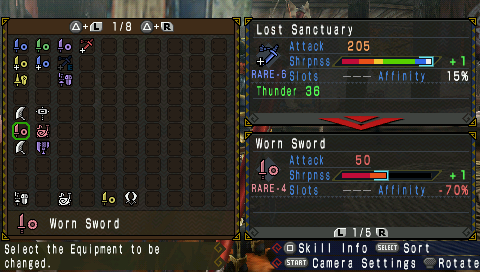 △+L 1/8 △+R
Lost Sanctuary
Attack 205
Shrpnss +1
RARE-6 Slots --- Affinity 15%
Thunder 36
Worn Sword
Attack 50
Shrpnss +1
RARE-4 Slots --- Affinity -70%
L 1/5 R
Worn Sword
Select the Equipment to be
changed.
□ Skill Info SELECT Sort
START Camera Settings Rotate